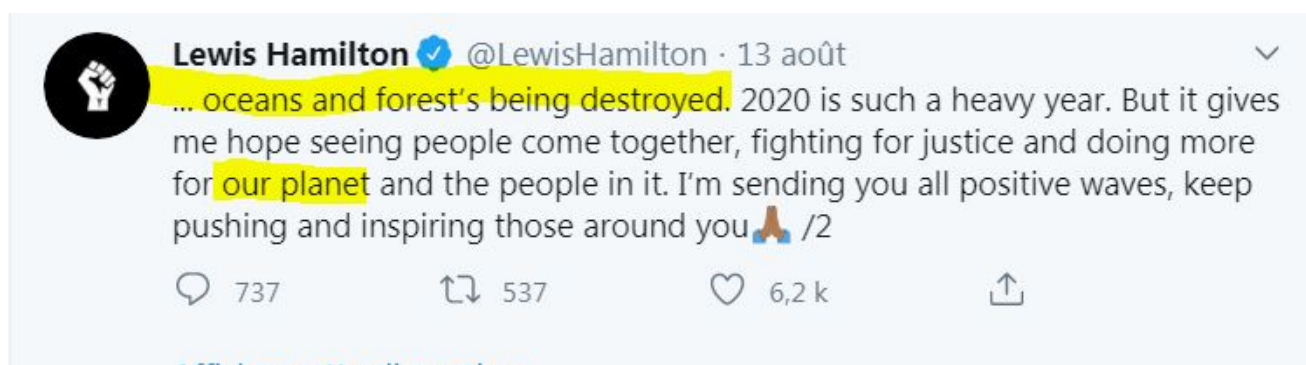 Lewis Hamilton @LewisHamilton · 13 août
... oceans and forest's being destroyed. 2020 is such a heavy year. But it gives
me hope seeing people come together, fighting for justice and doing more
for our planet and the people in it. I'm sending you all positive waves, keep
pushing and inspiring those around you🙏🏾 /2
737 537 6,2 k